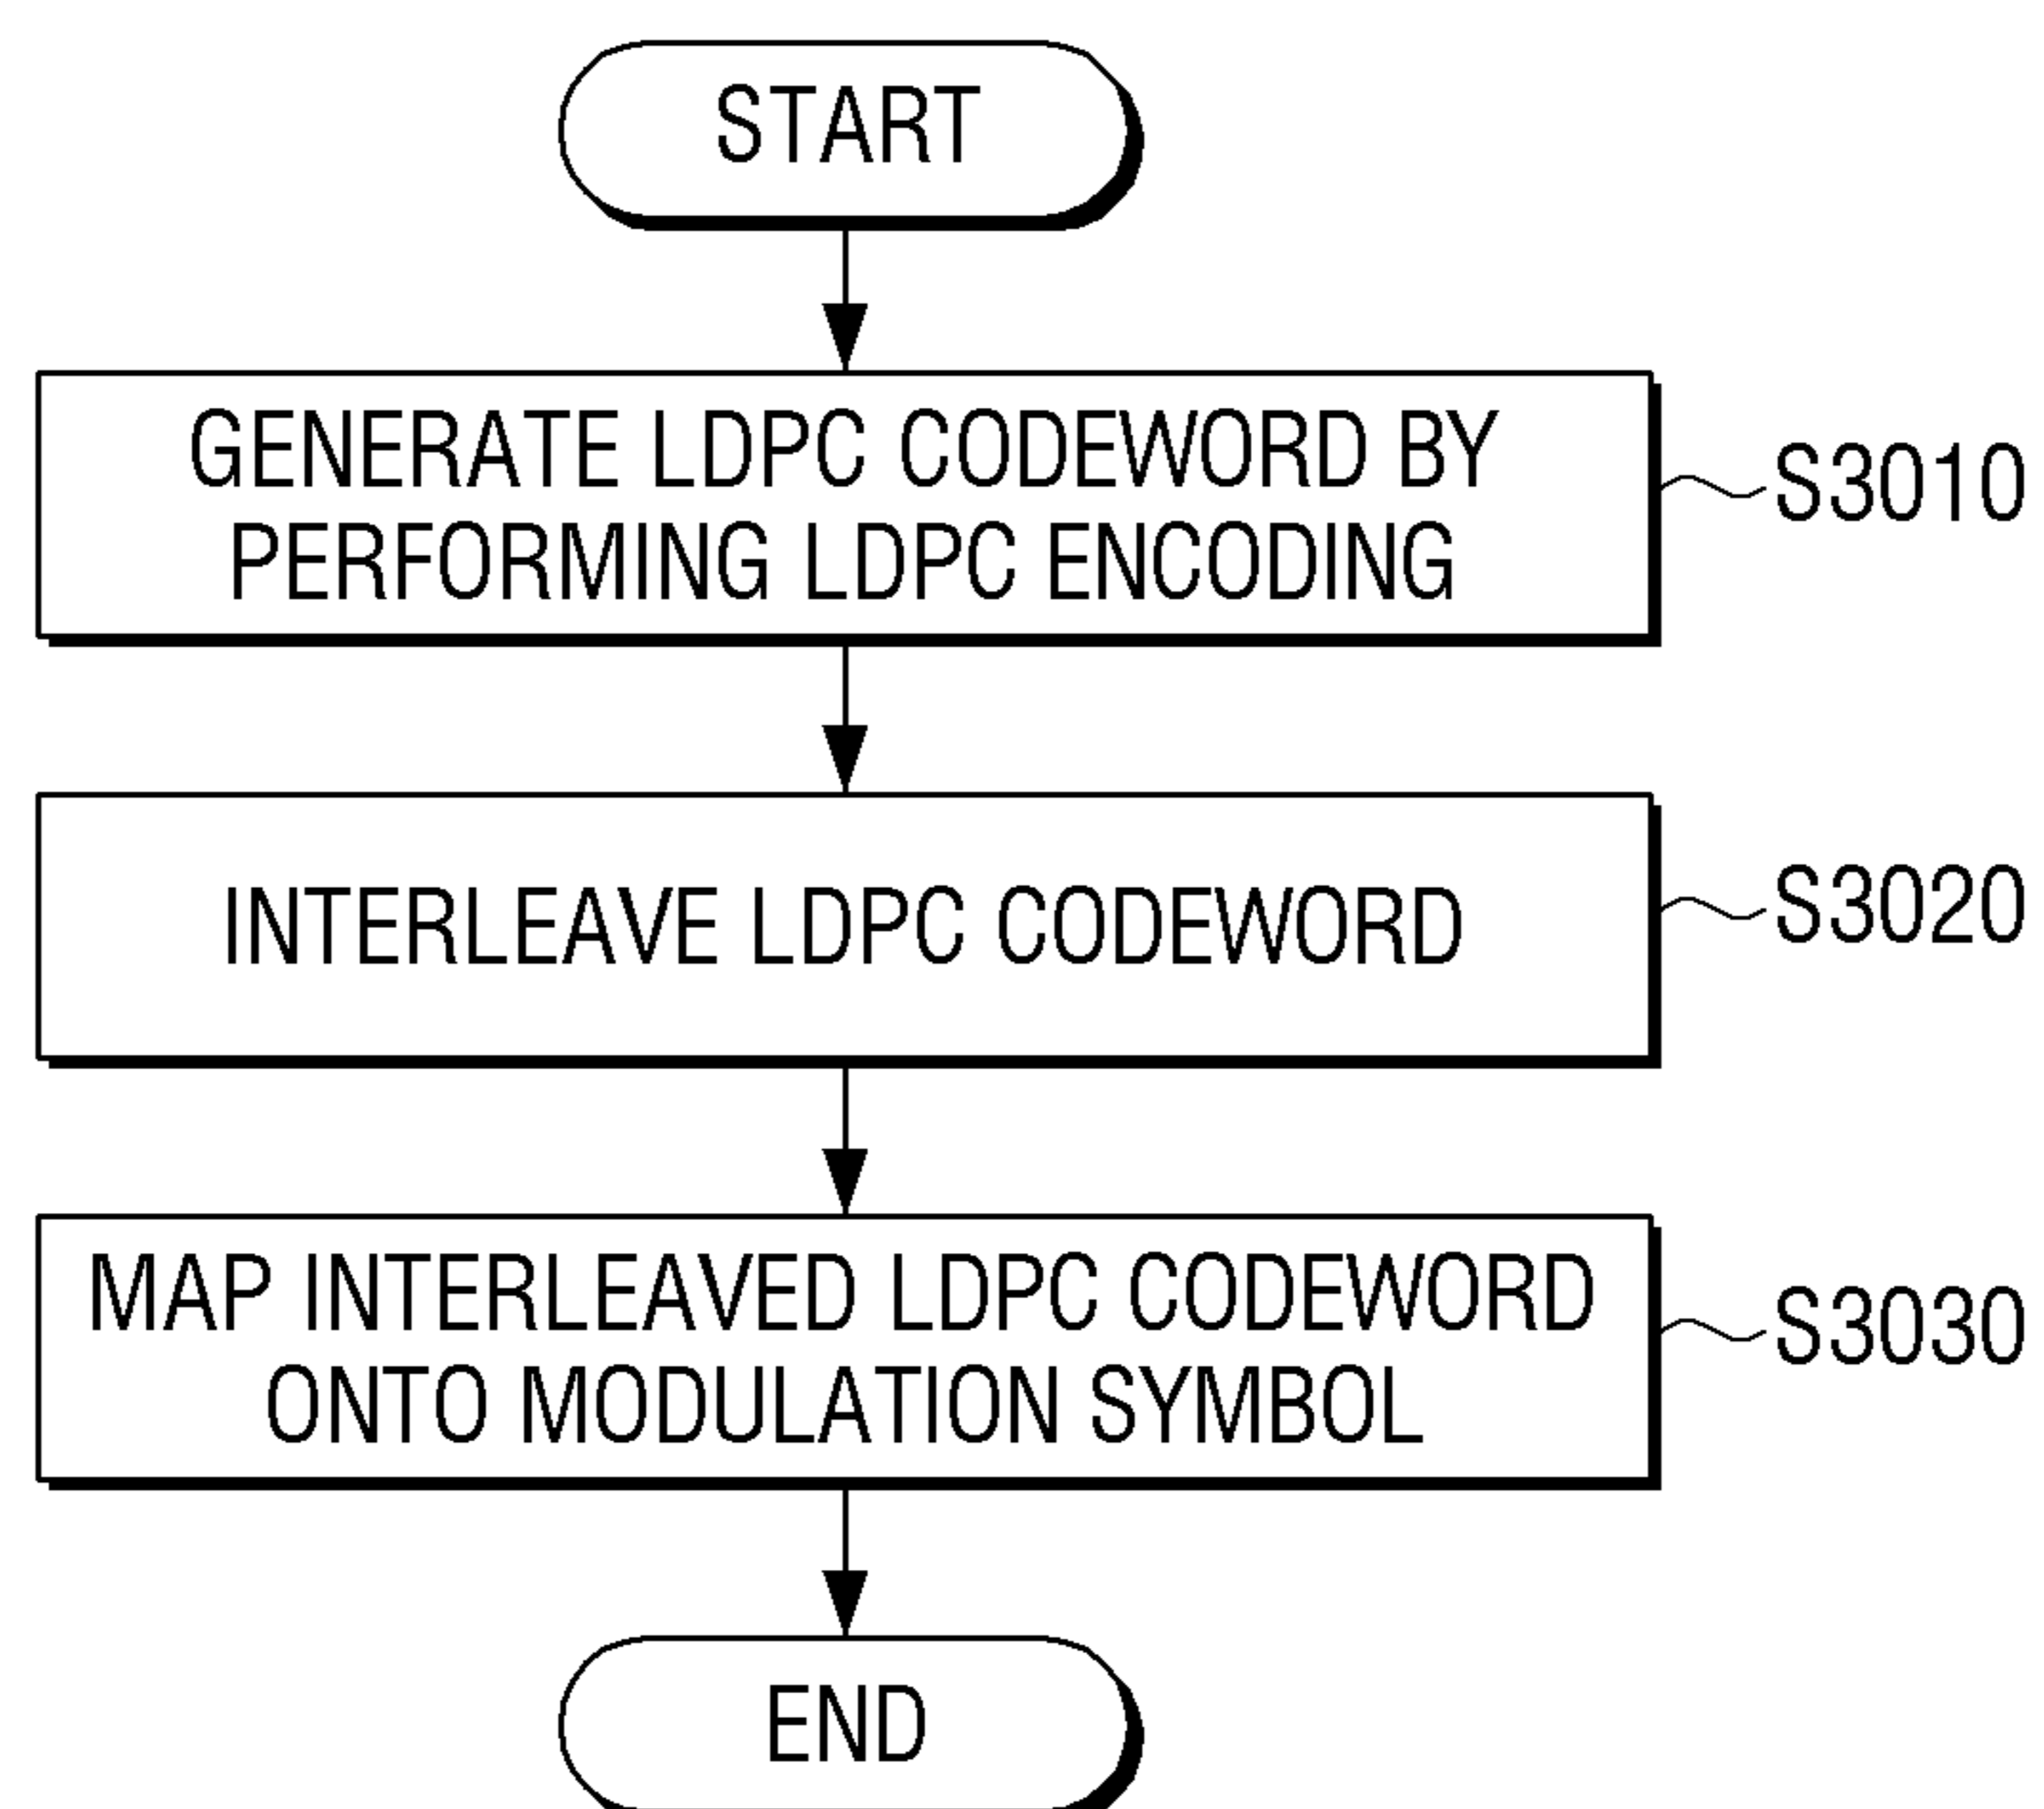 START
GENERATE LDPC CODEWORD BY
PERFORMING LDPC ENCODING
S3010
INTERLEAVE LDPC CODEWORD
S3020
MAP INTERLEAVED LDPC CODEWORD
ONTO MODULATION SYMBOL
S3030
END